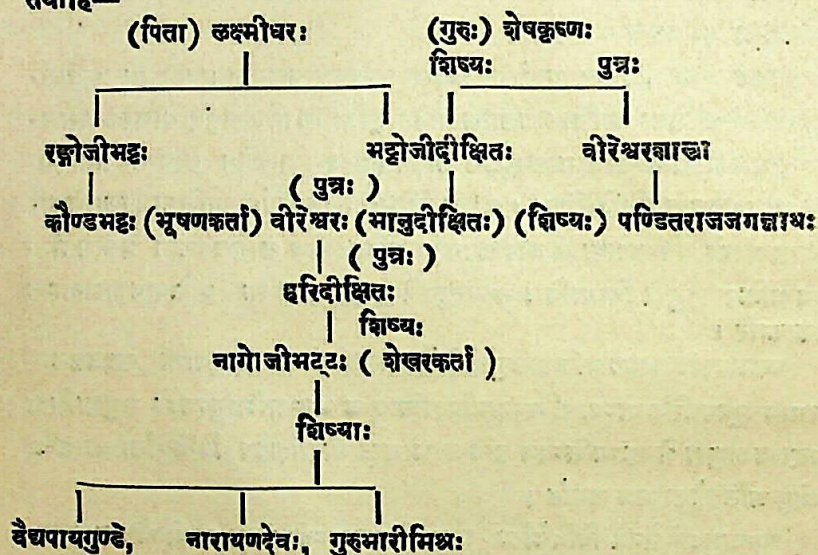 तथाहि—
(पिता) लक्ष्मीधरः (गुरुः) शेषकृष्णः
शिष्यः पुत्रः
रङ्गोजीभट्टः भट्टोजीदीक्षितः वीरेश्वरशास्त्री
( पुत्रः )
कौण्डभट्टः (भूषणकर्ता) वीरेश्वरः (भानुदीक्षितः) (शिष्यः) पण्डितराजजगन्नाथः
( पुत्रः )
हरिदीक्षितः
शिष्यः
नागोजीभट्टः ( शेखरकर्ता )
शिष्याः
वैद्यपायगुण्डे, नारायणदेवः, गुरुभारीमिश्रः